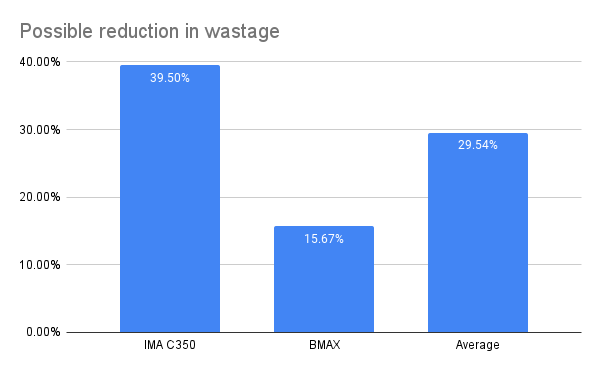 Possible reduction in wastage
40.00%
30.00%
20.00%
10.00%
0.00%
39.50%
15.67%
29.54%
IMA C350
BMAX
Average